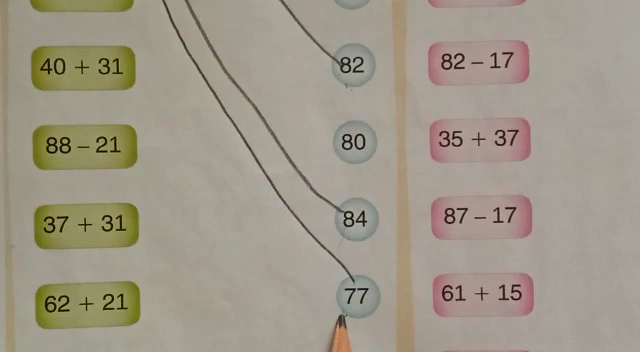 40 + 31 82 82 – 17
88 – 21 80 35 + 37
37 + 31 84 87 – 17
62 + 21 77 61 + 15